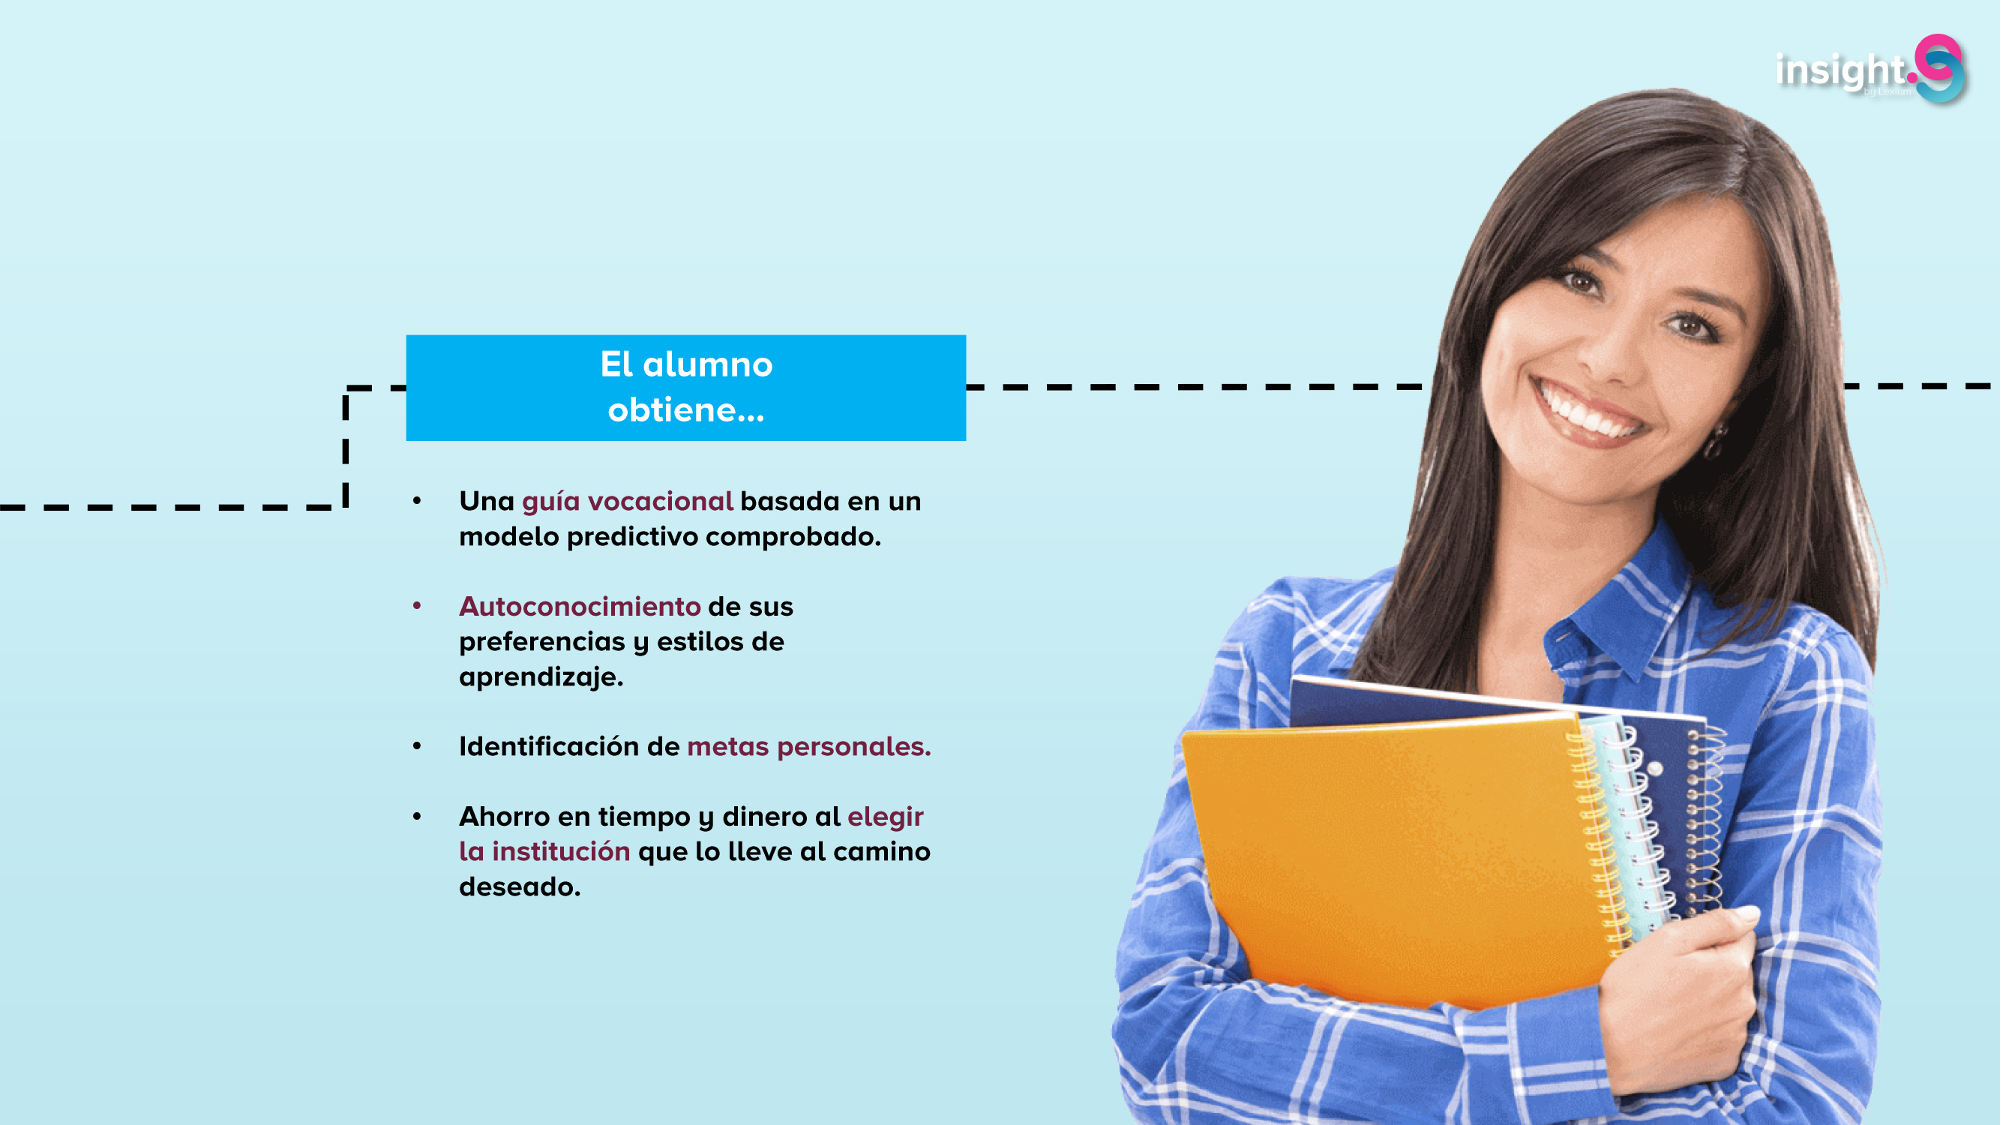 insight.
by Lexium
El alumno
obtiene...
• Una guía vocacional basada en un
modelo predictivo comprobado.
• Autoconocimiento de sus
preferencias y estilos de
aprendizaje.
• Identificación de metas personales.
• Ahorro en tiempo y dinero al elegir
la institución que lo lleve al camino
deseado.